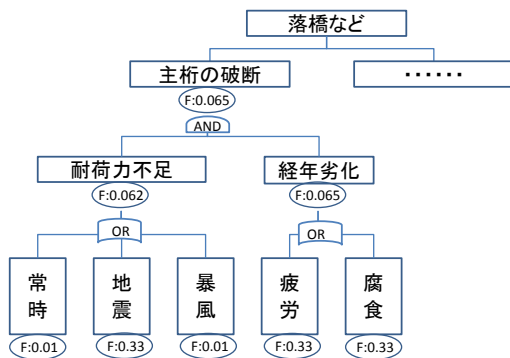 落橋など
主桁の破断
・・・・・・
F:0.065
AND
耐荷力不足
経年劣化
F:0.062
F:0.065
OR
OR
常時
地震
暴風
疲労
腐食
F:0.01
F:0.33
F:0.01
F:0.33
F:0.33